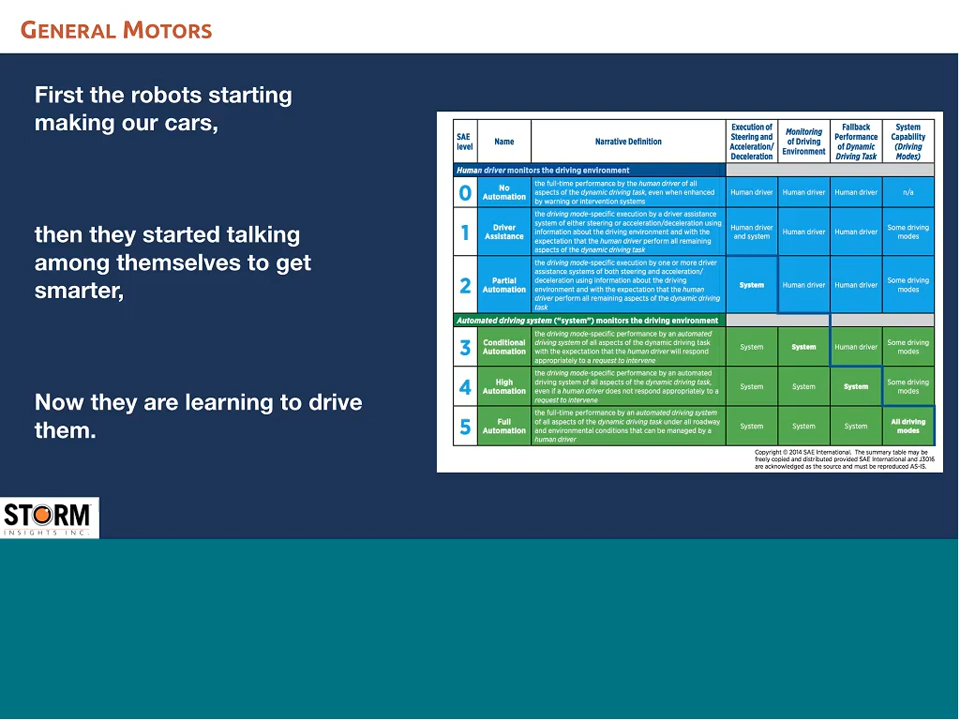 GENERAL MOTORS
First the robots starting
making our cars,
then they started talking
among themselves to get
smarter,
Now they are learning to drive
them.
STORM
INSIGHTS INC.
SAE level
Name
Narrative Definition
Execution of Steering and Acceleration/ Deceleration
Monitoring of Driving Environment
Fallback Performance of Dynamic Driving Task
System Capability (Driving Modes)
Human driver monitors the driving environment
0
No Automation
the full-time performance by the human driver of all
aspects of the dynamic driving task, even when enhanced
by warning or intervention systems
Human driver
Human driver
Human driver
n/a
1
Driver Assistance
the driving mode-specific execution by a driver assistance
system of either steering or acceleration/deceleration using
information about the driving environment and with the
expectation that the human driver perform all remaining
aspects of the dynamic driving task
Human driver and system
Human driver
Human driver
Some driving modes
2
Partial Automation
the driving mode-specific execution by one or more driver
assistance systems of both steering and acceleration/
deceleration using information about the driving
environment and with the expectation that the human
driver perform all remaining aspects of the dynamic driving
task
System
Human driver
Human driver
Some driving modes
Automated driving system ("system") monitors the driving environment
3
Conditional Automation
the driving mode-specific performance by an automated
driving system of all aspects of the dynamic driving task
with the expectation that the human driver will respond
appropriately to a request to intervene
System
System
Human driver
Some driving modes
4
High Automation
the driving mode-specific performance by an automated
driving system of all aspects of the dynamic driving task,
even if a human driver does not respond appropriately to a
request to intervene
System
System
System
Some driving modes
5
Full Automation
the full-time performance by an automated driving system
of all aspects of the dynamic driving task under all roadway
and environmental conditions that can be managed by a
human driver
System
System
System
All driving modes
Copyright © 2014 SAE International. The summary table may
be freely copied and distributed provided SAE International and J3016
are acknowledged as the source and must be reproduced AS-IS.